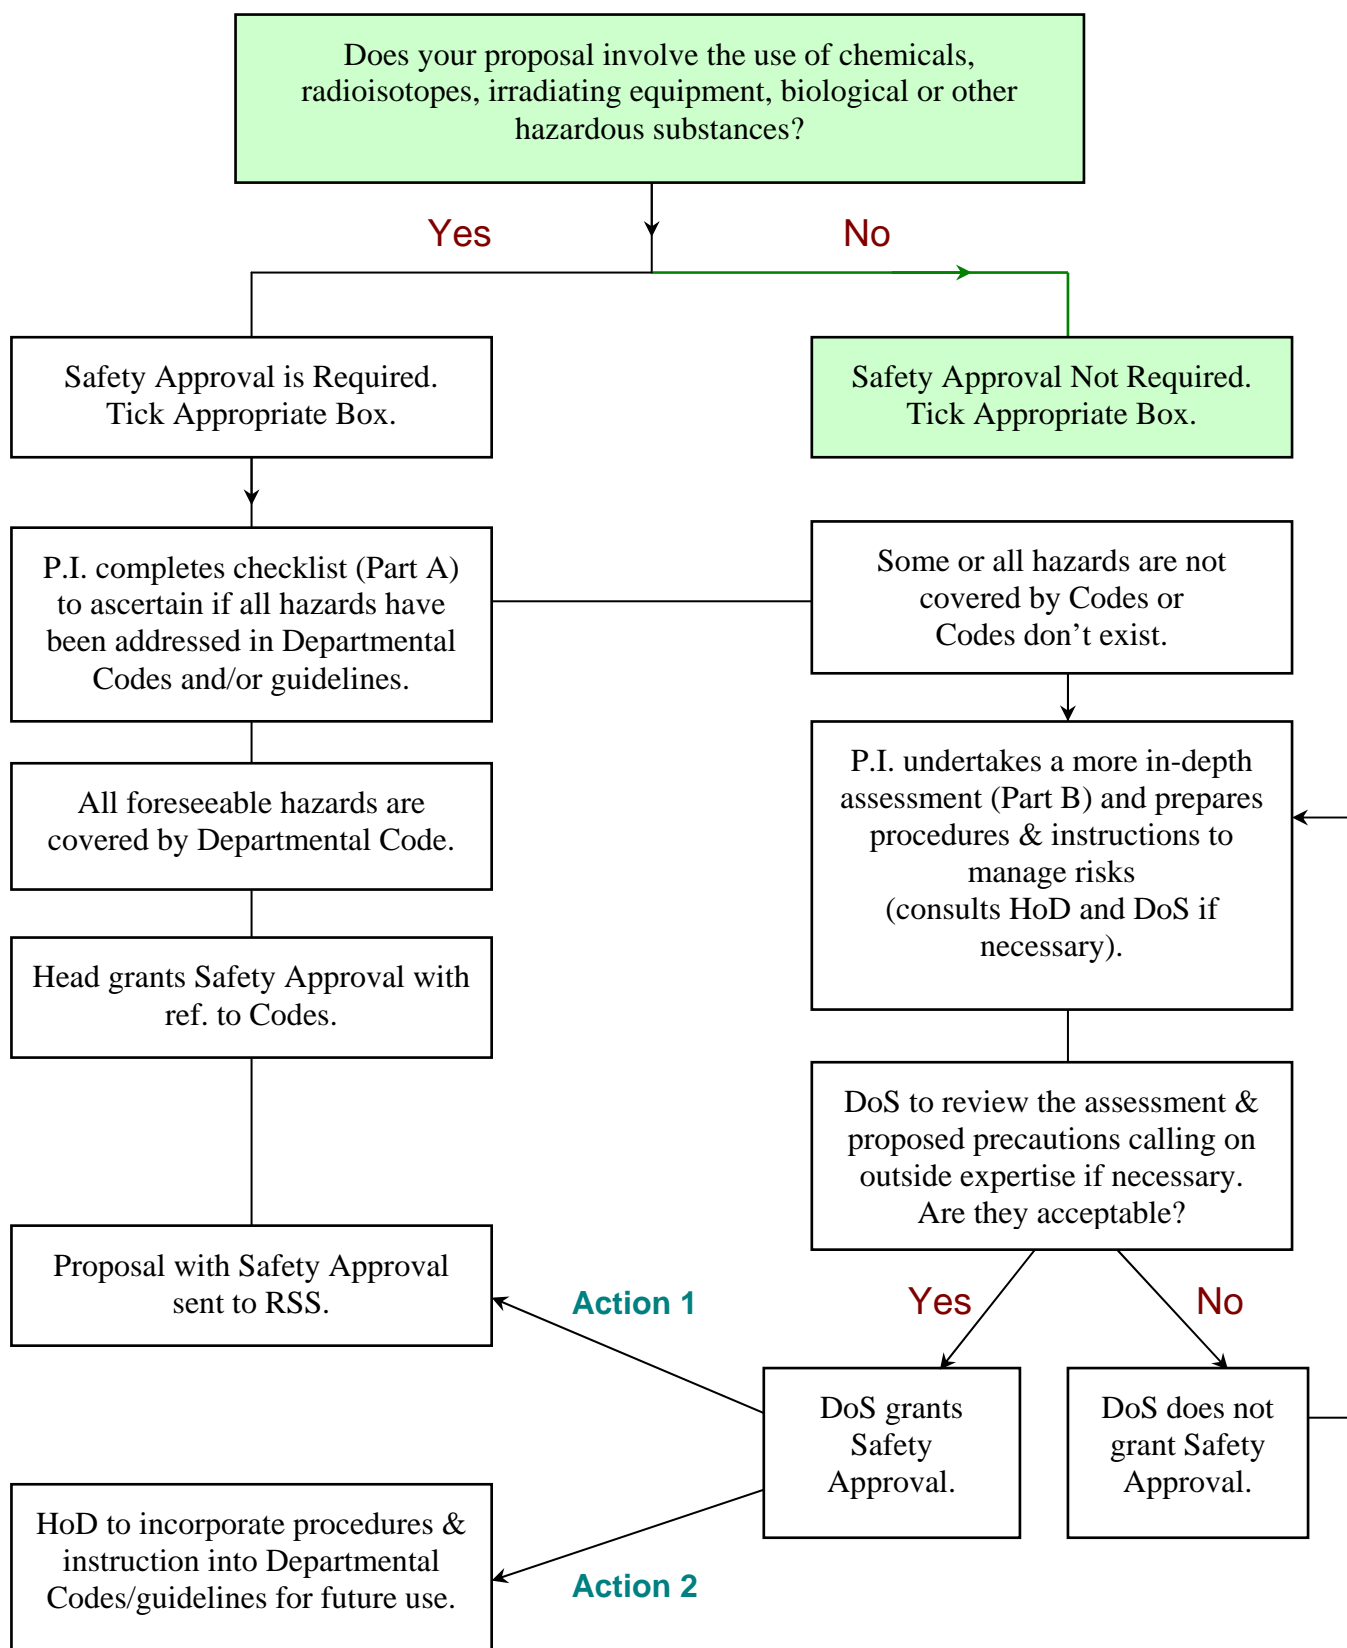 Does your proposal involve the use of chemicals,
radioisotopes, irradiating equipment, biological or other
hazardous substances?
Yes
No
Safety Approval is Required.
Tick Appropriate Box.
Safety Approval Not Required.
Tick Appropriate Box.
P.I. completes checklist (Part A)
to ascertain if all hazards have
been addressed in Departmental
Codes and/or guidelines.
Some or all hazards are not
covered by Codes or
Codes don’t exist.
All foreseeable hazards are
covered by Departmental Code.
P.I. undertakes a more in-depth
assessment (Part B) and prepares
procedures & instructions to
manage risks
(consults HoD and DoS if
necessary).
Head grants Safety Approval with
ref. to Codes.
DoS to review the assessment &
proposed precautions calling on
outside expertise if necessary.
Are they acceptable?
Proposal with Safety Approval
sent to RSS.
Action 1
Yes
No
DoS grants
Safety
Approval.
DoS does not
grant Safety
Approval.
HoD to incorporate procedures &
instruction into Departmental
Codes/guidelines for future use.
Action 2